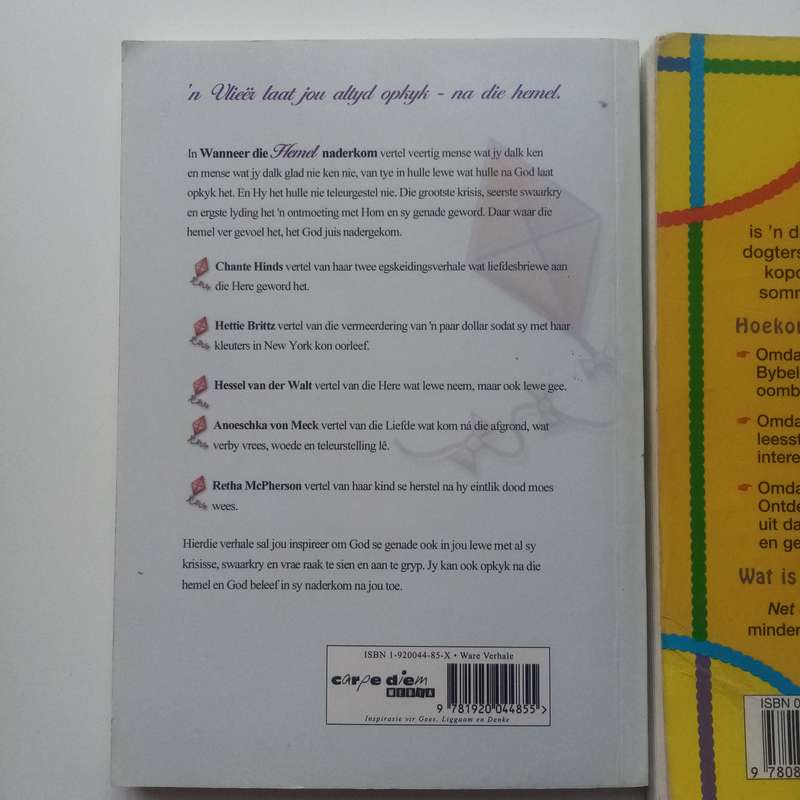 'n Vlieër laat jou altyd opkyk - na die hemel.
In Wanneer die Hemel naderkom vertel veertig mense wat jy dalk ken
en mense wat jy dalk glad nie ken nie, van tye in hulle lewe wat hulle na God laat
opkyk het. En Hy het hulle nie teleurgestel nie. Die grootste krisis, seerste swaarkry
en ergste lyding het 'n ontmoeting met Hom en sy genade geword. Daar waar die
hemel ver gevoel het, het God juis nadergekom.
Chante Hinds vertel van haar twee egskeidingsverhale wat liefdesbriewe aan
die Here geword het.
Hettie Brittz vertel van die vermeerdering van 'n paar dollar sodat sy met haar
kleuters in New York kon oorleef.
Hessel van der Walt vertel van die Here wat lewe neem, maar ook lewe gee.
Anoeschka von Meck vertel van die Liefde wat kom ná die afgrond, wat
verby vrees, woede en teleurstelling lê.
Retha McPherson vertel van haar kind se herstel na hy eintlik dood moes
wees.
Hierdie verhale sal jou inspireer om God se genade ook in jou lewe met al sy
krisisse, swaarkry en vrae raak te sien en aan te gryp. Jy kan ook opkyk na die
hemel en God beleef in sy naderkom na jou toe.
ISBN 1-920044-85-X • Ware Verhale
carpe diem
MEDIA
9 781920 044855 >
Inspirasie vir Gees, Liggaam en Denke
is 'n d
dogters
kopo
somm
Hoekon
Omda
Bybel
oomb
Omda
leesst
intere
Omda
Ontde
uit da
en ge
Wat is
Net
minder
ISBN 0
9 7808